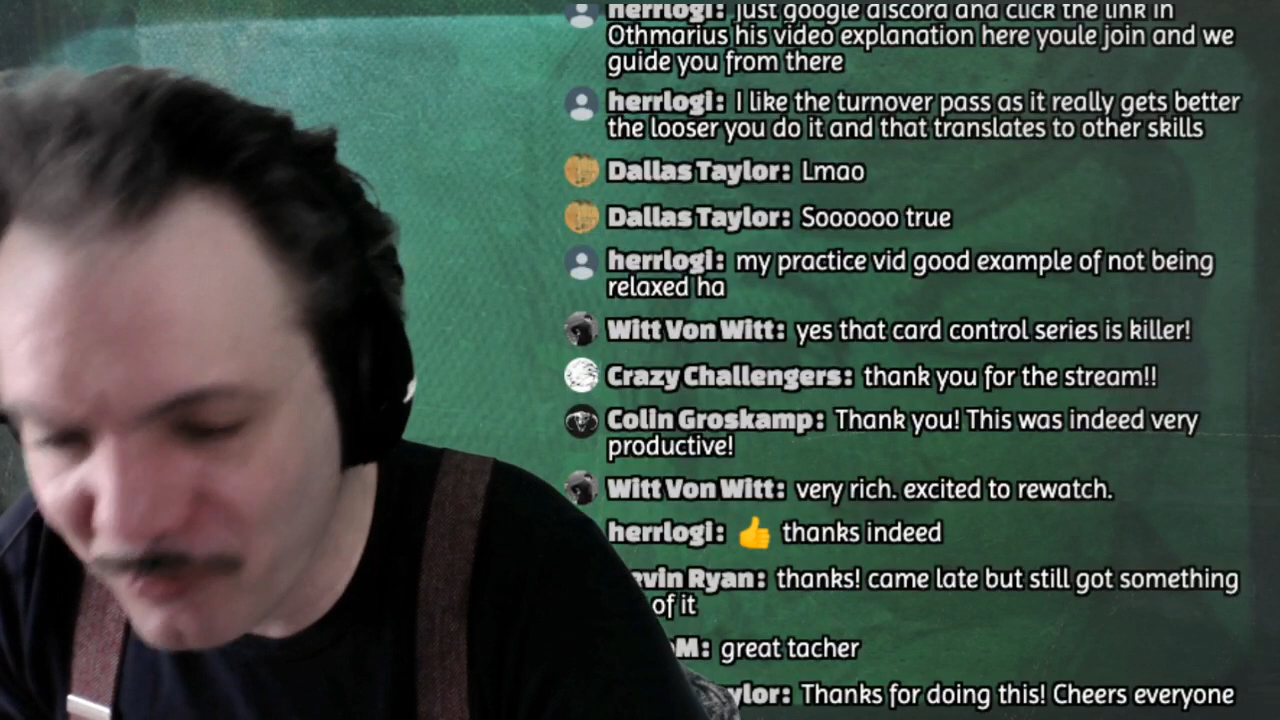 herrlogi: just google discord and click the link in
Othmarius his video explanation here youle join and we
guide you from there
herrlogi: I like the turnover pass as it really gets better
the looser you do it and that translates to other skills
Dallas Taylor: Lmao
Dallas Taylor: Soooooo true
herrlogi: my practice vid good example of not being
relaxed ha
Witt Von Witt: yes that card control series is killer!
Crazy Challengers: thank you for the stream!!
Colin Groskamp: Thank you! This was indeed very
productive!
Witt Von Witt: very rich. excited to rewatch.
herrlogi: 👍 thanks indeed
evin Ryan: thanks! came late but still got something
of it
M: great tacher
ylor: Thanks for doing this! Cheers everyone